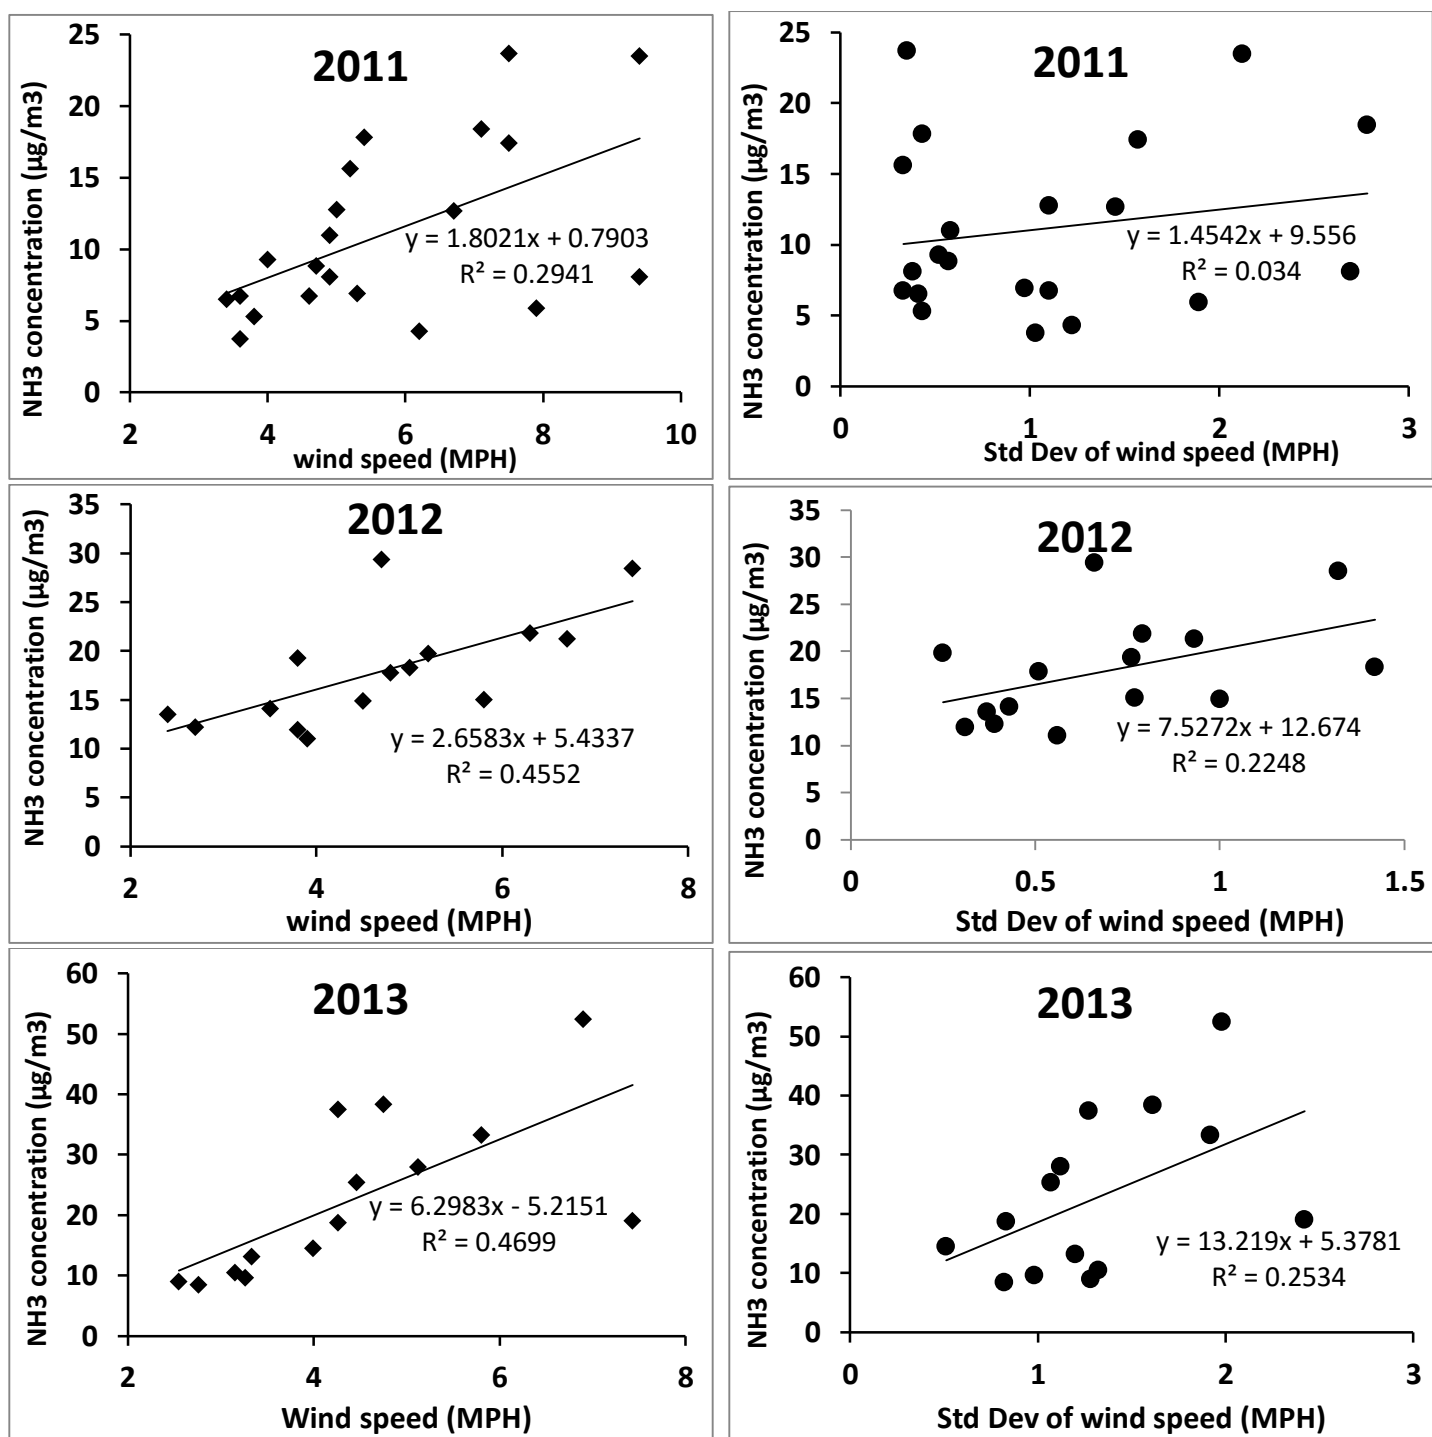 2011
NH3 concentration (µg/m3)
25
20
15
10
5
0
y = 1.8021x + 0.7903
R² = 0.2941
2 4 6 8 10
wind speed (MPH)
2011
NH3 concentration (µg/m3)
25
20
15
10
5
0
y = 1.4542x + 9.556
R² = 0.034
0 1 2 3
Std Dev of wind speed (MPH)
2012
NH3 concentration (µg/m3)
35
30
25
20
15
10
5
0
y = 2.6583x + 5.4337
R² = 0.4552
2 4 6 8
wind speed (MPH)
2012
NH3 concentration (µg/m3)
35
30
25
20
15
10
5
0
y = 7.5272x + 12.674
R² = 0.2248
0 0.5 1 1.5
Std Dev of wind speed (MPH)
2013
NH3 concentration (µg/m3)
60
50
40
30
20
10
0
y = 6.2983x - 5.2151
R² = 0.4699
2 4 6 8
Wind speed (MPH)
2013
NH3 concentration (µg/m3)
60
50
40
30
20
10
0
y = 13.219x + 5.3781
R² = 0.2534
0 1 2 3
Std Dev of wind speed (MPH)